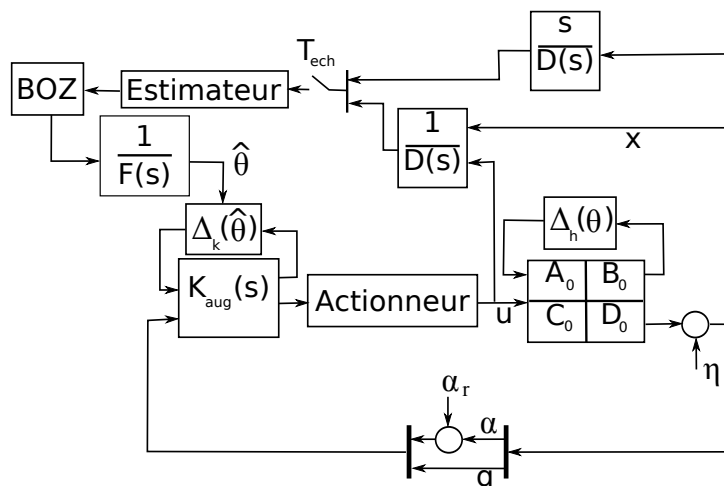 s
D(s)
T_ech
BOZ
Estimateur
1
D(s)
x
1
F(s)
θ̂
Δ_k(θ̂)
Δ_h(θ)
K_aug(s)
Actionneur
u
A_0
B_0
C_0
D_0
η
α_r
α
q